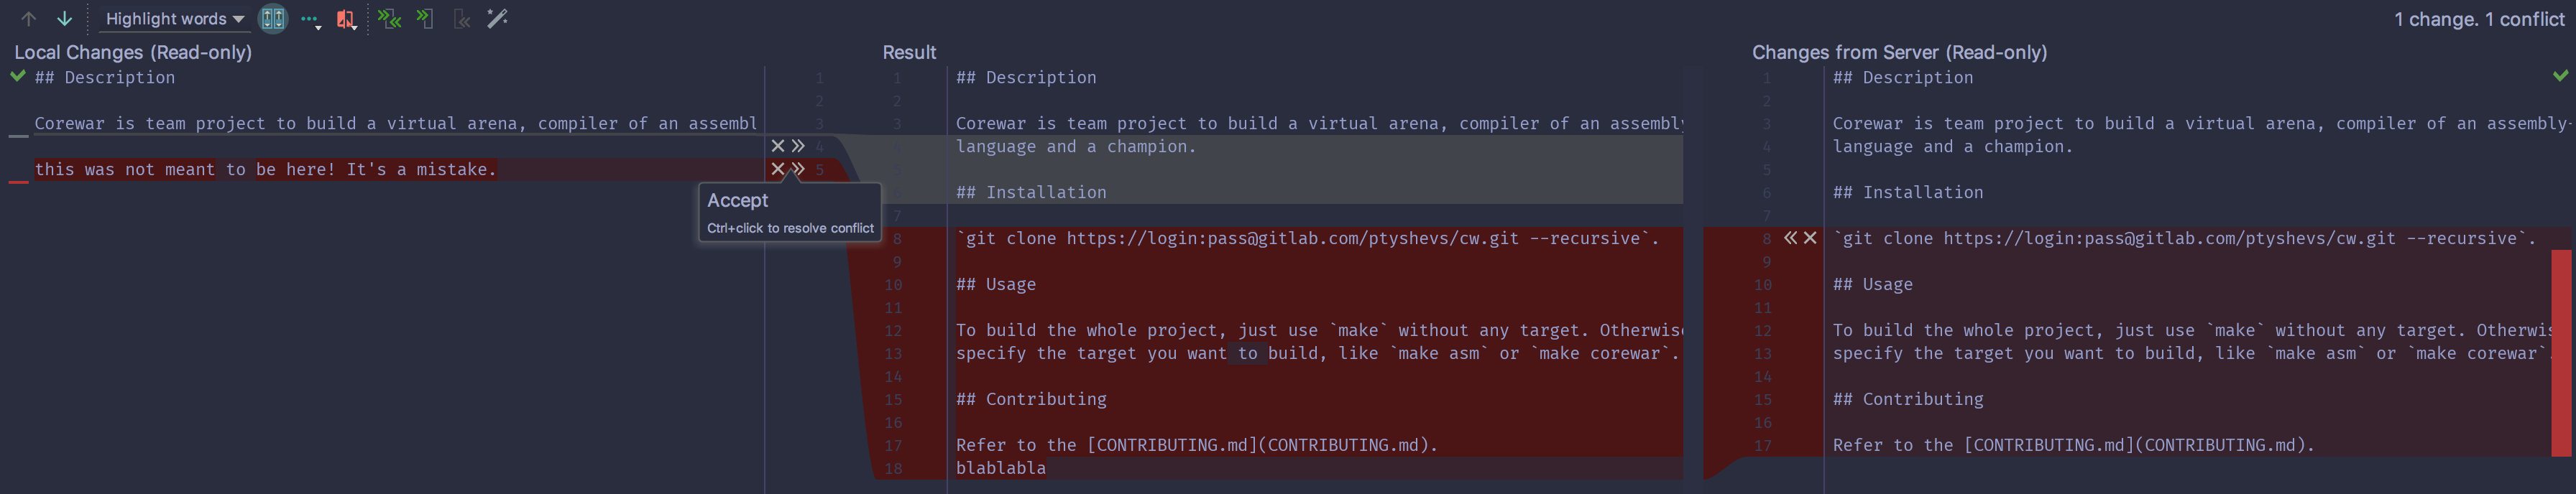 Highlight words
1 change. 1 conflict
Local Changes (Read-only)
## Description
Corewar is team project to build a virtual arena, compiler of an assembl
this was not meant to be here! It's a mistake.
1
2
3
4
5
Accept
Ctrl+click to resolve conflict
Result
1 ## Description
2
3 Corewar is team project to build a virtual arena, compiler of an assembly
language and a champion.
## Installation
7
8 `git clone https://login:pass@gitlab.com/ptyshevs/cw.git --recursive`.
9
10 ## Usage
11
12 To build the whole project, just use `make` without any target. Otherwise
13 specify the target you want to build, like `make asm` or `make corewar`.
14
15 ## Contributing
16
17 Refer to the [CONTRIBUTING.md](CONTRIBUTING.md).
18 blablabla
Changes from Server (Read-only)
1 ## Description
2
3 Corewar is team project to build a virtual arena, compiler of an assembly-
4 language and a champion.
5
6 ## Installation
7
8 `git clone https://login:pass@gitlab.com/ptyshevs/cw.git --recursive`.
9
10 ## Usage
11
12 To build the whole project, just use `make` without any target. Otherwis
13 specify the target you want to build, like `make asm` or `make corewar`.
14
15 ## Contributing
16
17 Refer to the [CONTRIBUTING.md](CONTRIBUTING.md).